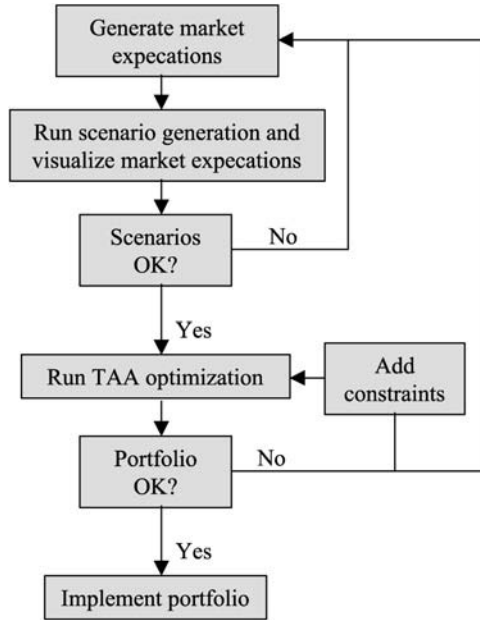 Generate market
expecations
Run scenario generation and
visualize market expecations
Scenarios
OK?
No
Yes
Run TAA optimization
Add
constraints
Portfolio
OK?
No
Yes
Implement portfolio